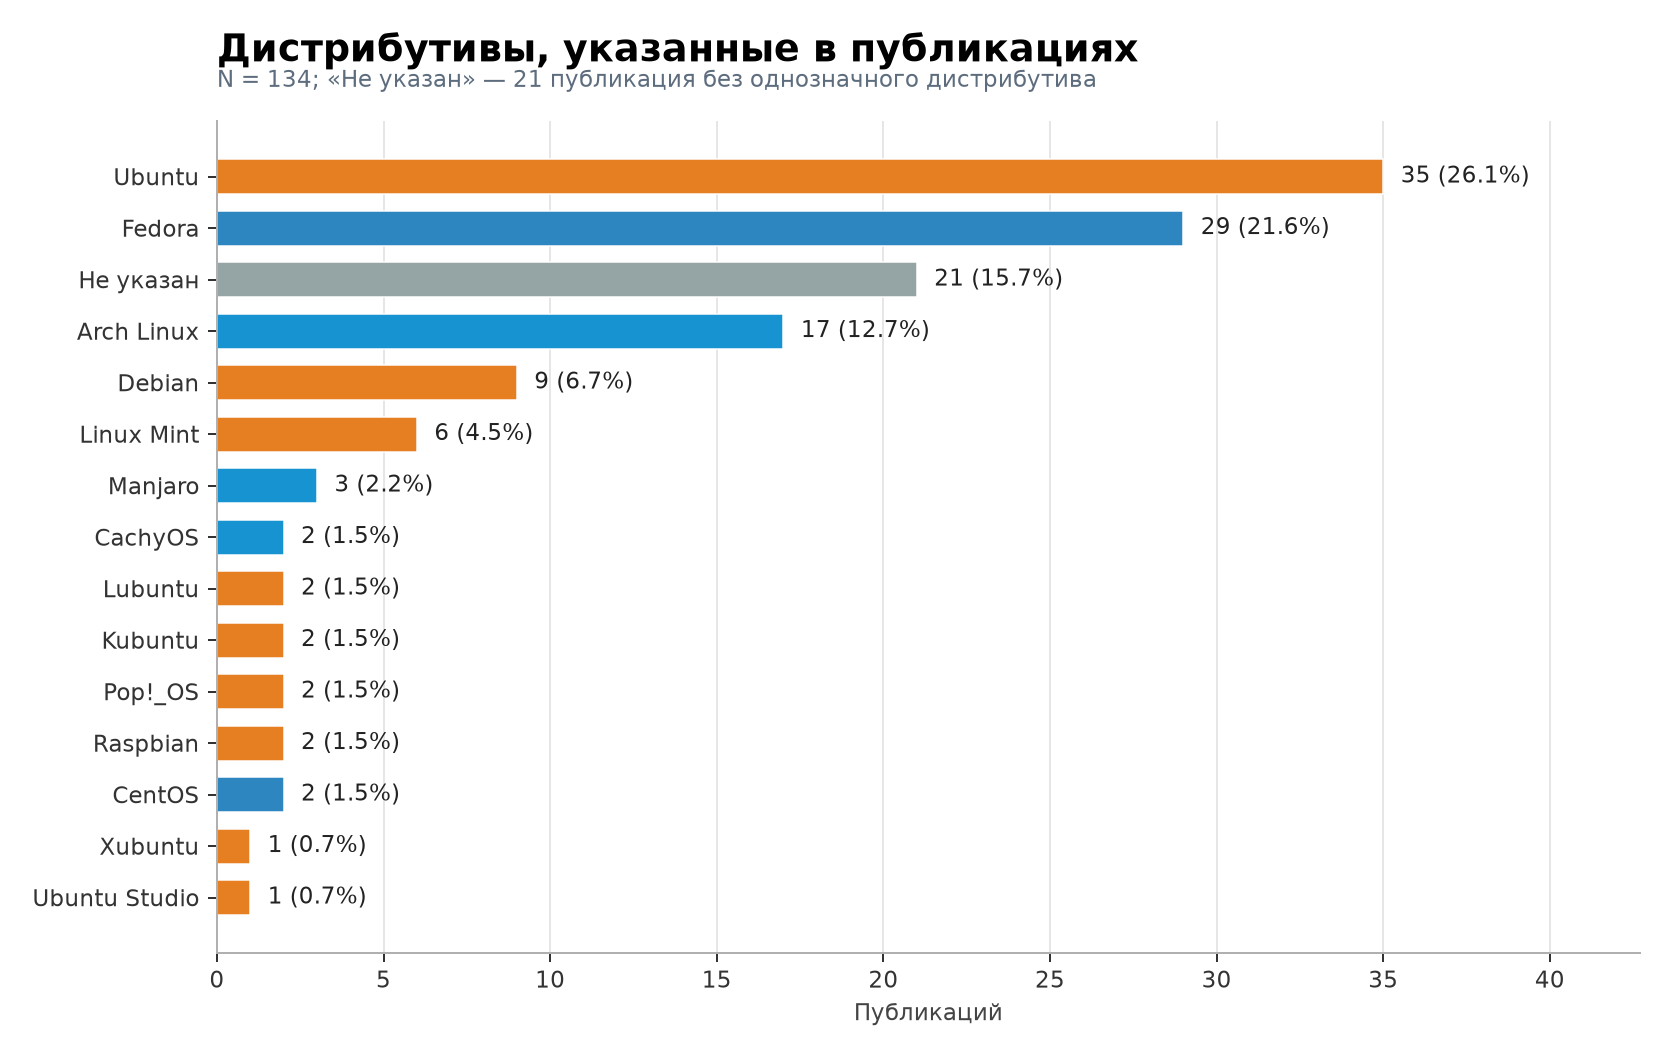 Дистрибутивы, указанные в публикациях
N = 134; «Не указан» — 21 публикация без однозначного дистрибутива
Ubuntu 35 (26.1%)
Fedora 29 (21.6%)
Не указан 21 (15.7%)
Arch Linux 17 (12.7%)
Debian 9 (6.7%)
Linux Mint 6 (4.5%)
Manjaro 3 (2.2%)
CachyOS 2 (1.5%)
Lubuntu 2 (1.5%)
Kubuntu 2 (1.5%)
Pop!_OS 2 (1.5%)
Raspbian 2 (1.5%)
CentOS 2 (1.5%)
Xubuntu 1 (0.7%)
Ubuntu Studio 1 (0.7%)
0 5 10 15 20 25 30 35 40
Публикаций